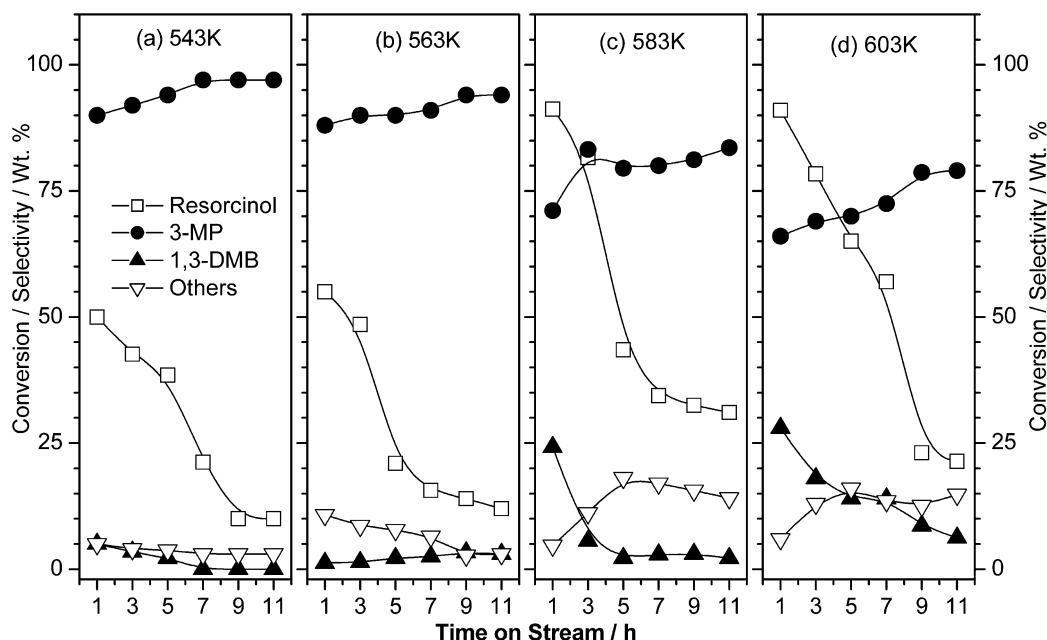 (a) 543K
(b) 563K
(c) 583K
(d) 603K
100
75
50
25
0
Conversion / Selectivity / Wt. %
Resorcinol
3-MP
1,3-DMB
Others
100
75
50
25
0
Conversion / Selectivity / Wt. %
1 3 5 7 9 11
1 3 5 7 9 11
1 3 5 7 9 11
1 3 5 7 9 11
Time on Stream / h